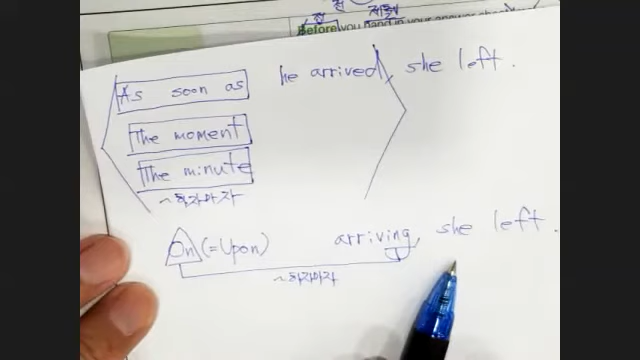 Before you hand in your answer
As soon as he arrived, she left.
The moment
The minute
~하자마자
On (= Upon) arriving, she left.
~하자마자